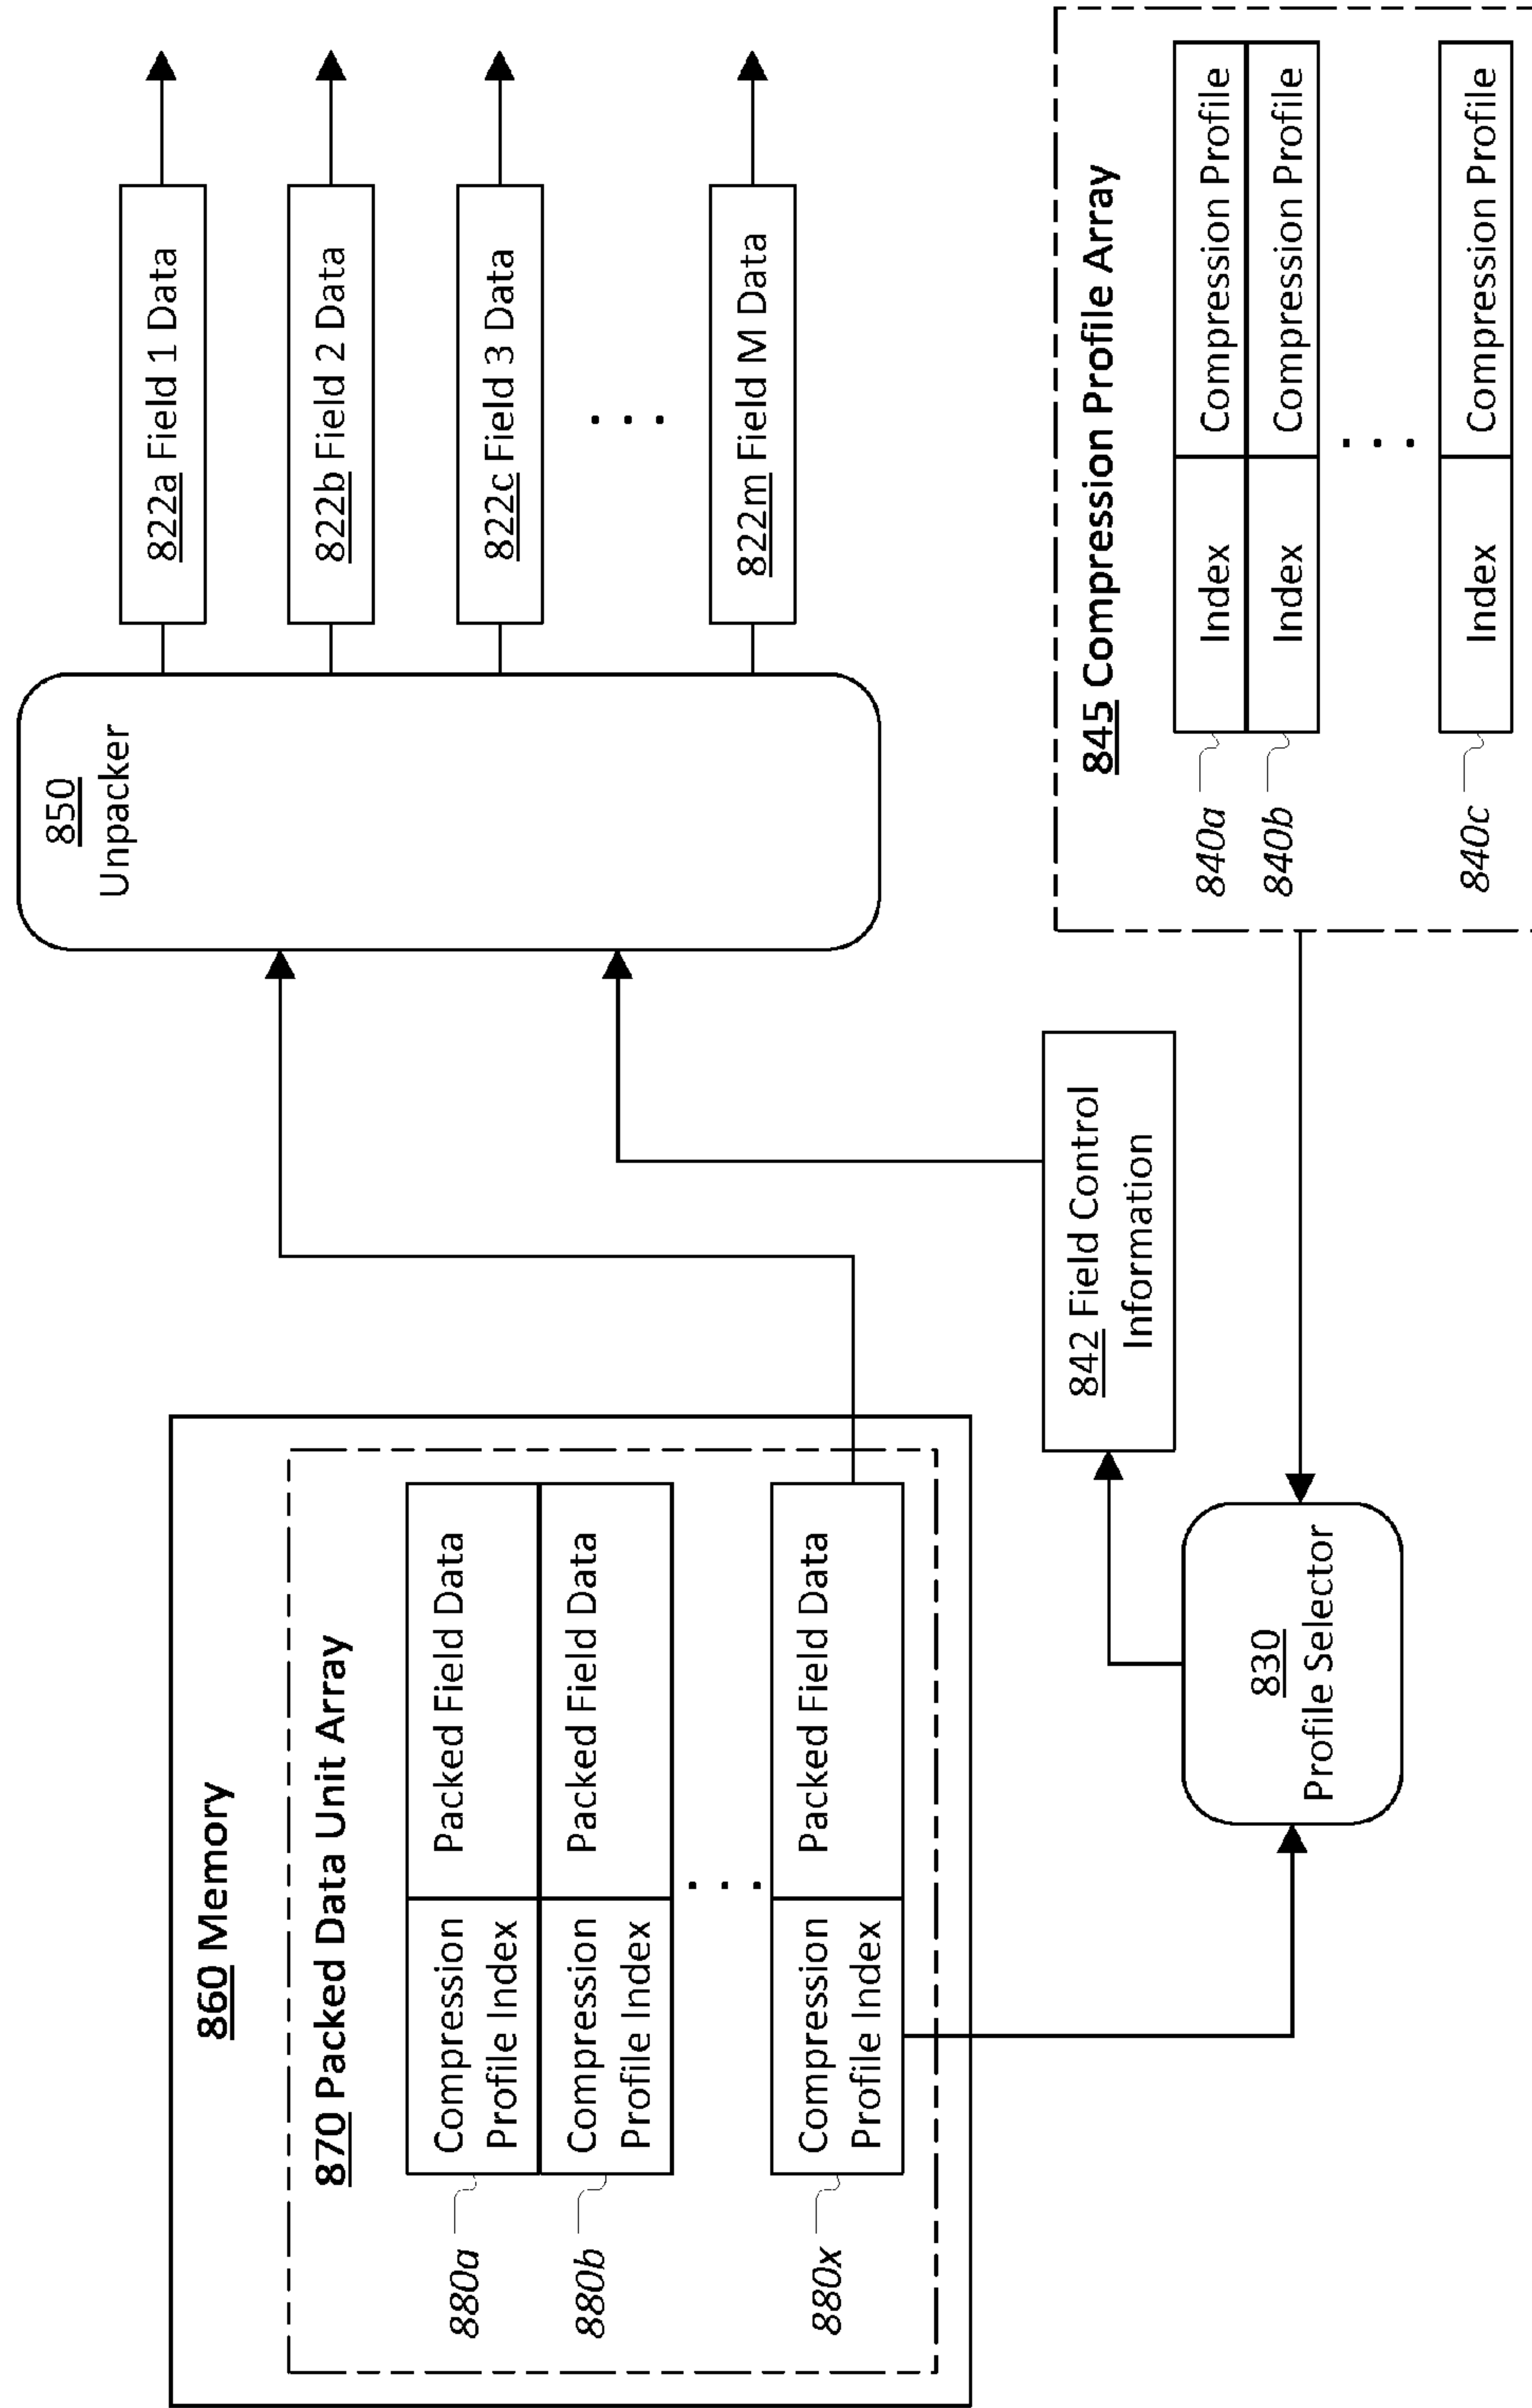 860 Memory
870 Packed Data Unit Array
880a
Compression
Profile Index
Packed Field Data
880b
Compression
Profile Index
Packed Field Data
. . .
880x
Compression
Profile Index
Packed Field Data
850
Unpacker
822a Field 1 Data
822b Field 2 Data
822c Field 3 Data
. . .
822m Field M Data
842 Field Control
Information
830
Profile Selector
845 Compression Profile Array
840a
Index
Compression Profile
840b
Index
Compression Profile
. . .
840c
Index
Compression Profile